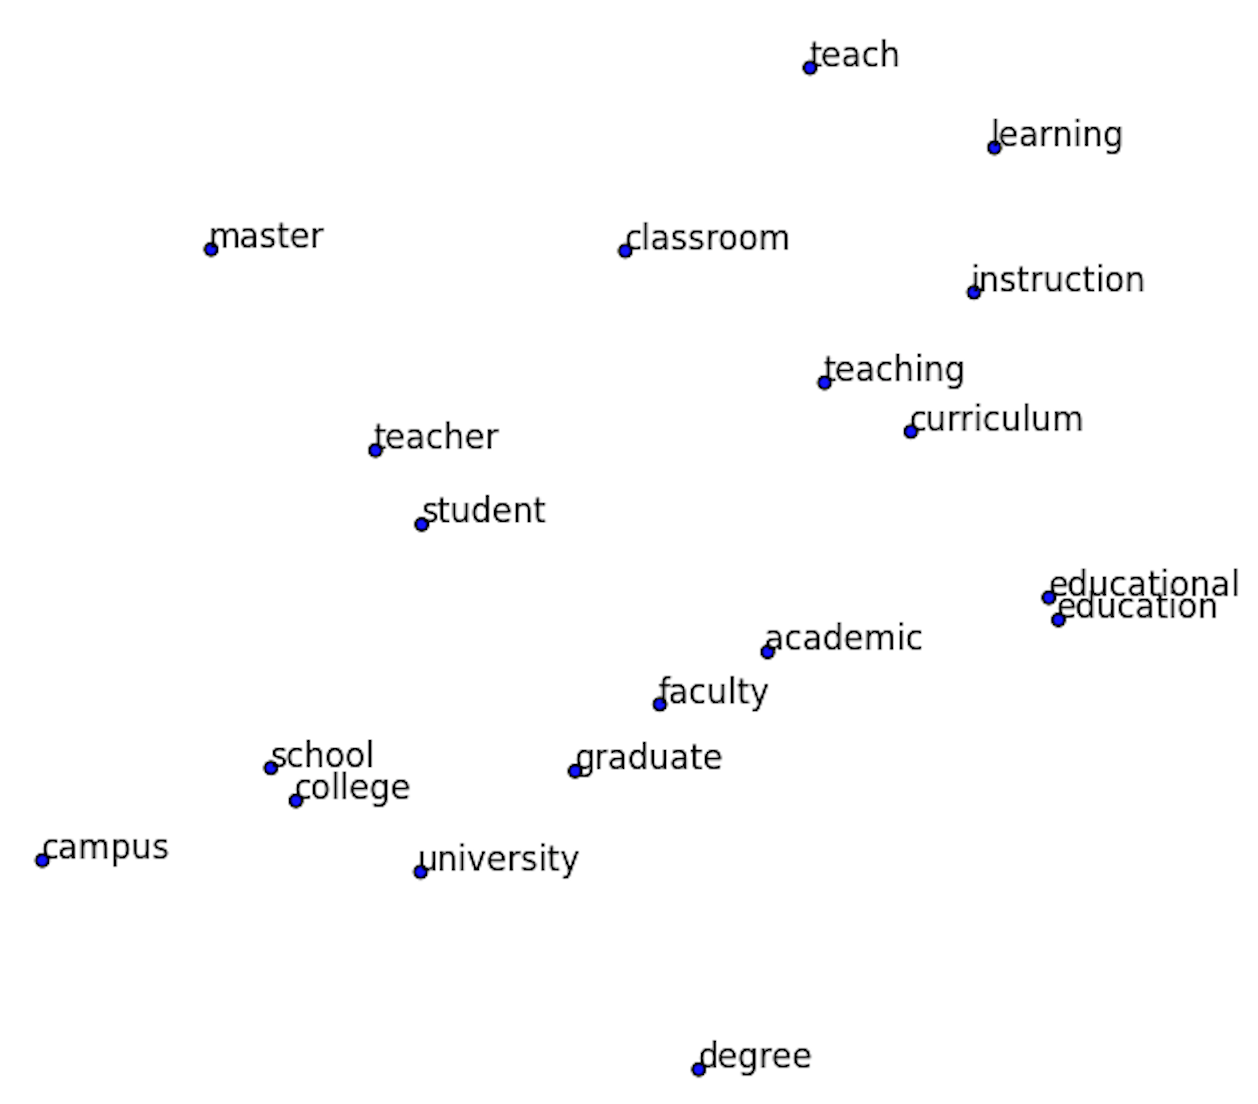 teach
learning
master
classroom
instruction
teaching
curriculum
teacher
student
educational
education
academic
faculty
school
graduate
college
campus
university
degree